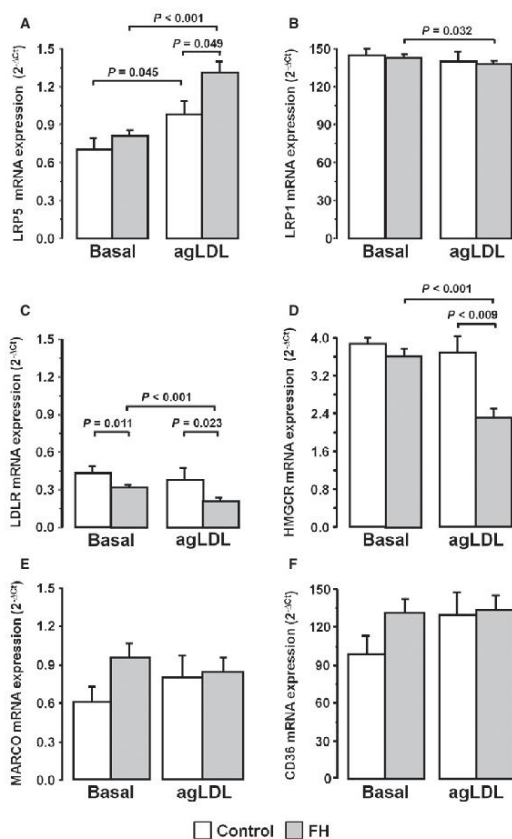 A
P < 0.001
P = 0.049
P = 0.045
LRP5 mRNA expression (2-ΔCt)
1.5
1.2
0.9
0.6
0.3
0.0
Basal agLDL
B
P = 0.032
LRP1 mRNA expression (2-ΔCt)
150
120
90
60
30
0
Basal agLDL
C
P < 0.001
P = 0.011 P = 0.023
LDLR mRNA expression (2-ΔCt)
1.5
1.2
0.9
0.6
0.3
0.0
Basal agLDL
D
P < 0.001
P < 0.009
HMGCR mRNA expression (2-ΔCt)
4.0
3.6
2.4
1.6
0.8
0.0
Basal agLDL
E
MARCO mRNA expression (2-ΔCt)
1.5
1.2
0.9
0.6
0.3
0.0
Basal agLDL
F
CD36 mRNA expression (2-ΔCt)
150
120
90
60
30
0
Basal agLDL
Control FH